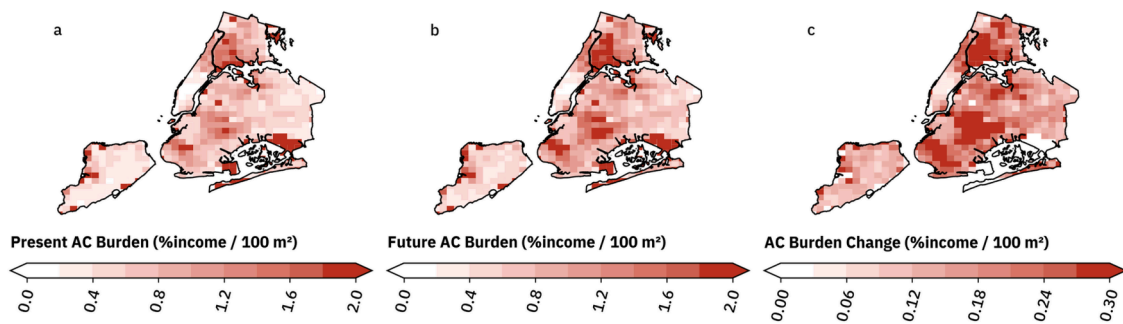 a
b
c
Present AC Burden (%income / 100 m²)
Future AC Burden (%income / 100 m²)
AC Burden Change (%income / 100 m²)
0.0 0.4 0.8 1.2 1.6 2.0
0.0 0.4 0.8 1.2 1.6 2.0
0.00 0.06 0.12 0.18 0.24 0.30